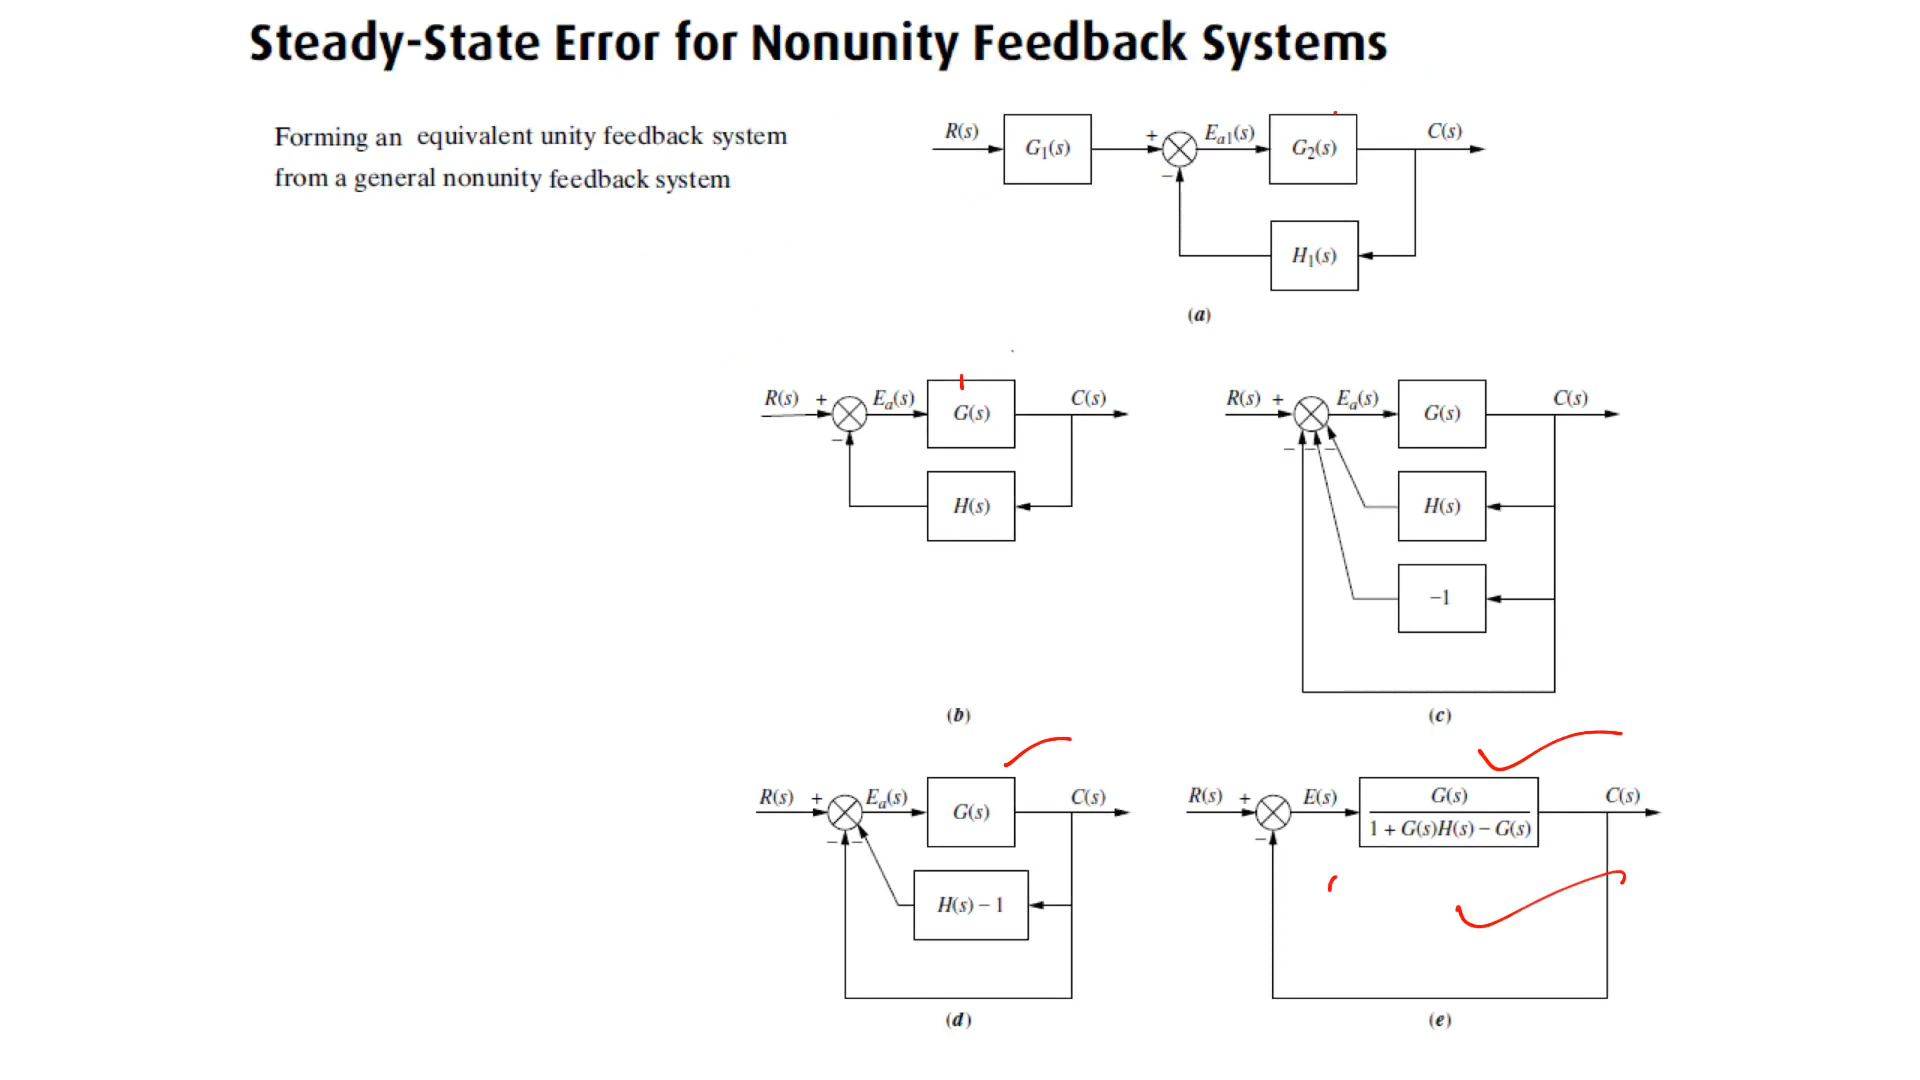 Steady-State Error for Nonunity Feedback Systems
Forming an equivalent unity feedback system
from a general nonunity feedback system
R(s) G₁(s) + − Eₐ₁(s) G₂(s) C(s)
H₁(s)
(a)
R(s) + − Eₐ(s) G(s) C(s)
H(s)
(b)
R(s) + − − − Eₐ(s) G(s) C(s)
H(s)
−1
(c)
R(s) + − − Eₐ(s) G(s) C(s)
H(s) − 1
(d)
R(s) + − E(s) G(s) C(s)
1 + G(s)H(s) − G(s)
(e)